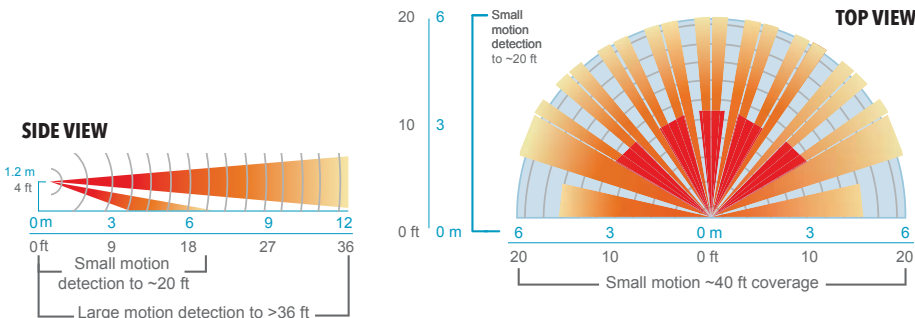 SIDE VIEW
1.2 m
4 ft
0 m 3 6 9 12
0 ft 9 18 27 36
Small motion
detection to ~20 ft
Large motion detection to >36 ft
TOP VIEW
20 6
Small
motion
detection
to ~20 ft
10 3
0 ft 0 m
6 3 0 m 3 6
20 10 0 ft 10 20
Small motion ~40 ft coverage